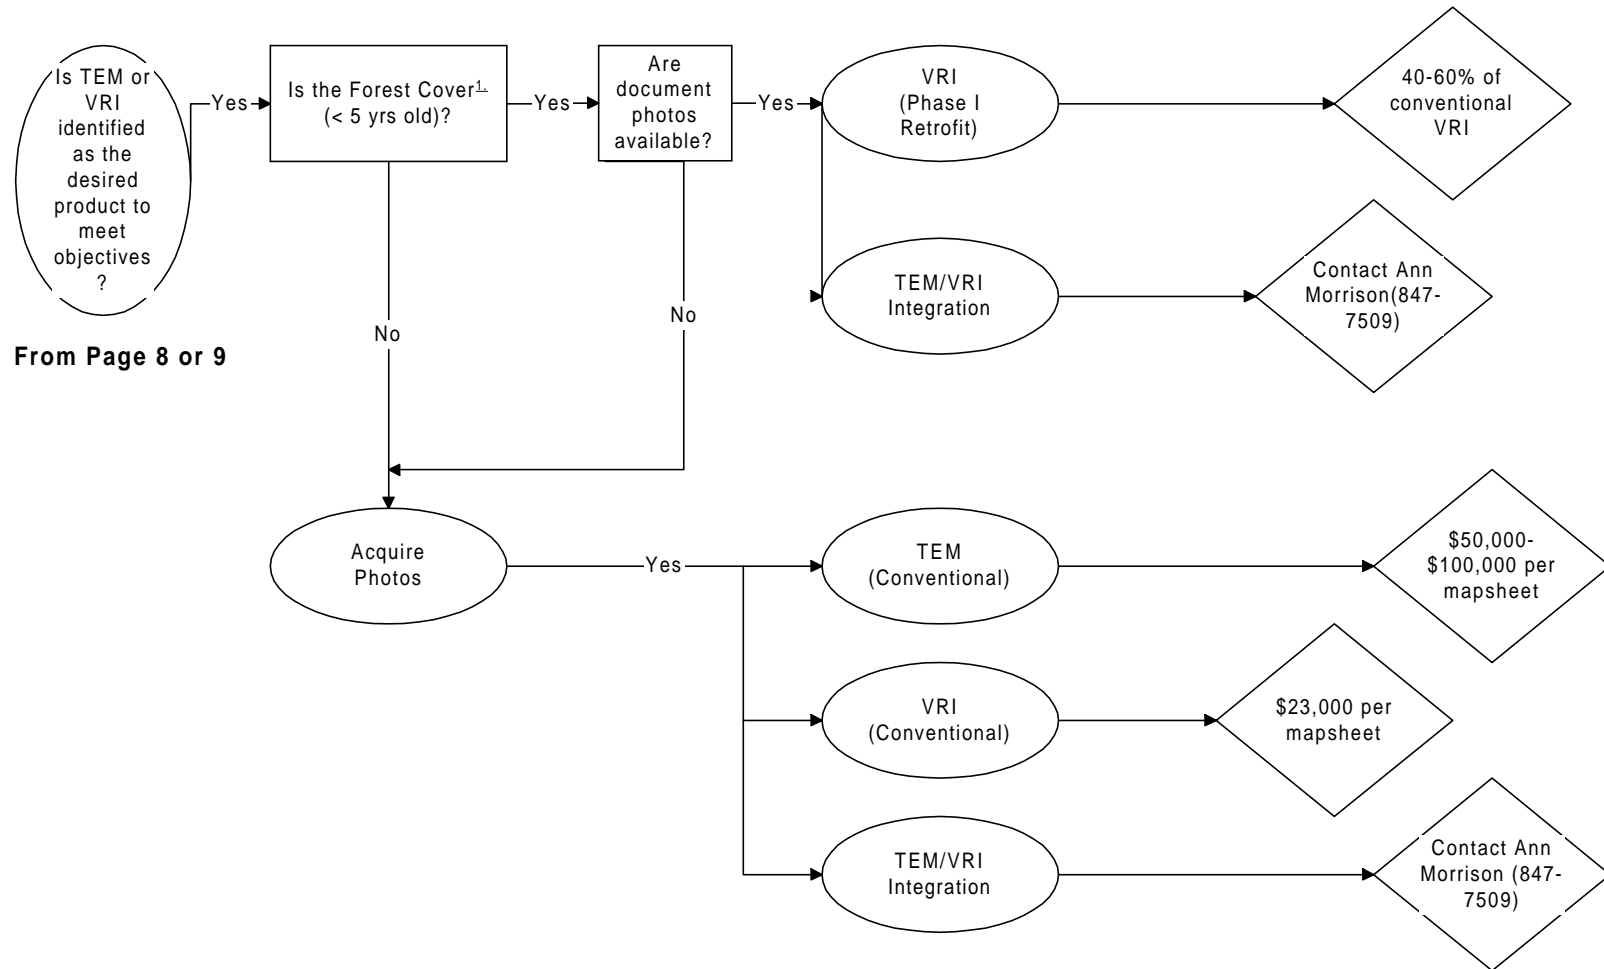 Is TEM or
VRI
identified
as the
desired
product to
meet
objectives
?
Yes
Is the Forest Cover1.
(< 5 yrs old)?
Yes
Are
document
photos
available?
Yes
VRI
(Phase I
Retrofit)
40-60% of
conventional
VRI
TEM/VRI
Integration
Contact Ann
Morrison(847-
7509)
No
No
From Page 8 or 9
Acquire
Photos
Yes
TEM
(Conventional)
$50,000-
$100,000 per
mapsheet
VRI
(Conventional)
$23,000 per
mapsheet
TEM/VRI
Integration
Contact Ann
Morrison (847-
7509)